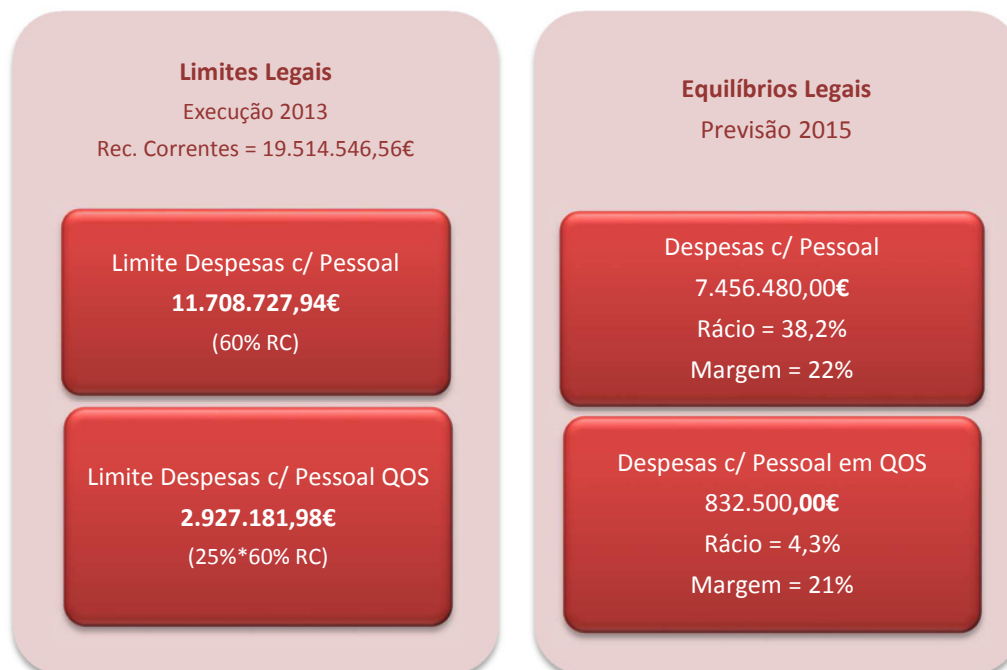 Limites Legais
Execução 2013
Rec. Correntes = 19.514.546,56€
Limite Despesas c/ Pessoal
11.708.727,94€
(60% RC)
Limite Despesas c/ Pessoal QOS
2.927.181,98€
(25%*60% RC)
Equilíbrios Legais
Previsão 2015
Despesas c/ Pessoal
7.456.480,00€
Rácio = 38,2%
Margem = 22%
Despesas c/ Pessoal em QOS
832.500,00€
Rácio = 4,3%
Margem = 21%